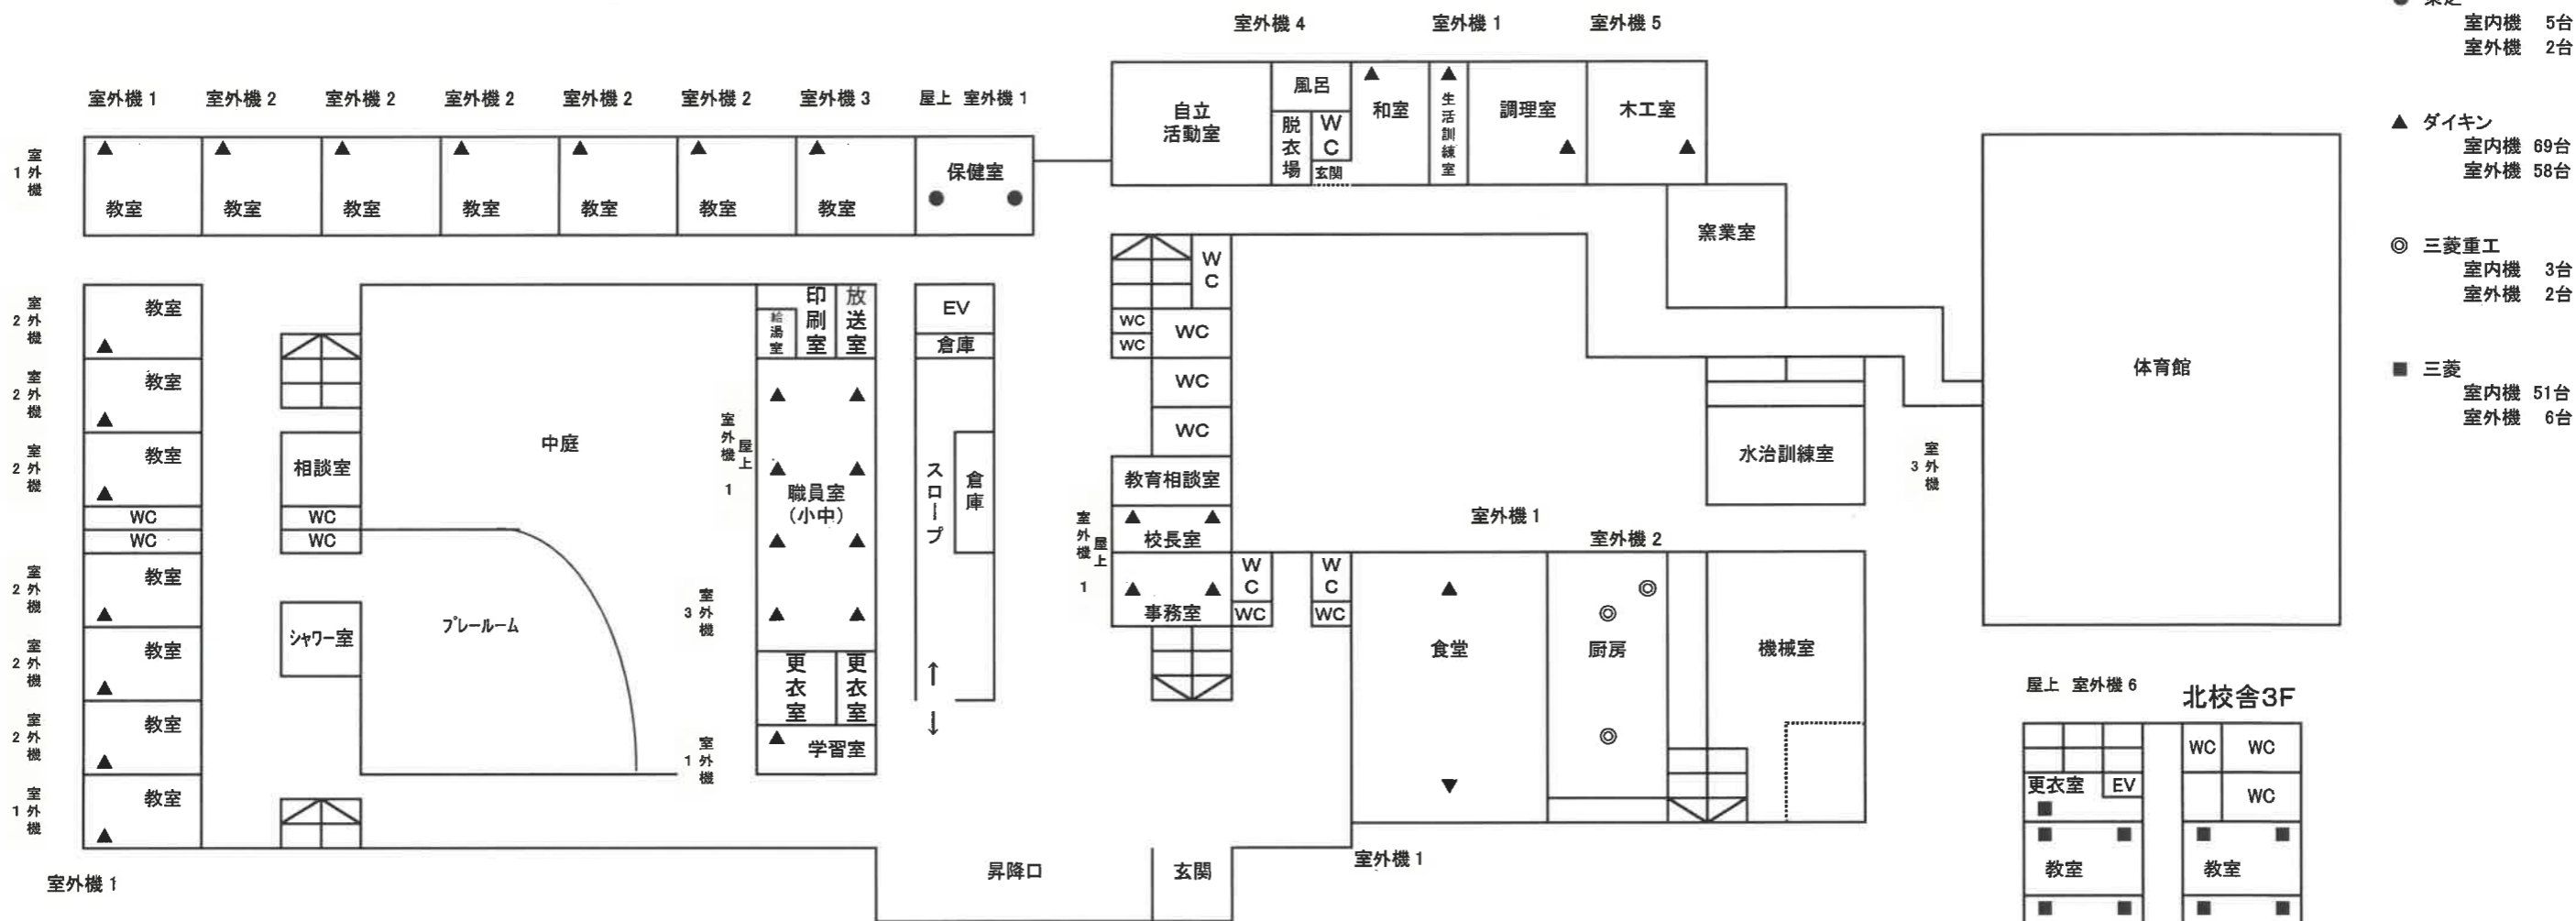 室外機 4
室外機 1
室外機 5
室内機 5台
室外機 2台
室外機 1
室外機 2
室外機 2
室外機 2
室外機 2
室外機 2
室外機 3
屋上 室外機 1
▲ ダイキン
室内機 69台
室外機 58台
◎ 三菱重工
室内機 3台
室外機 2台
■ 三菱
室内機 51台
室外機 6台
自立
活動室
風呂
脱衣場
WC
玄関
和室
生活訓練室
調理室
木工室
室外機 1
教室
教室
教室
教室
教室
教室
教室
保健室
窯業室
体育館
室外機 2
教室
室外機 2
教室
室外機 2
教室
WC
WC
室外機 2
教室
室外機 2
教室
室外機 2
教室
室外機 1
教室
室外機 1
相談室
WC
WC
シャワー室
中庭
プレールーム
印刷室
放送室
給湯室
屋上
室外機 1
職員室
(小中)
室外機 3
更衣室
更衣室
室外機 1
学習室
EV
倉庫
スロープ
倉庫
↑
↓
WC
WC
WC
WC
WC
WC
教育相談室
校長室
屋上
室外機 1
事務室
WC
WC
WC
WC
室外機 1
室外機 2
食堂
厨房
機械室
水治訓練室
室外機 3
室外機 1
昇降口
玄関
屋上 室外機 6
北校舎3F
WC
WC
更衣室
EV
WC
教室
教室